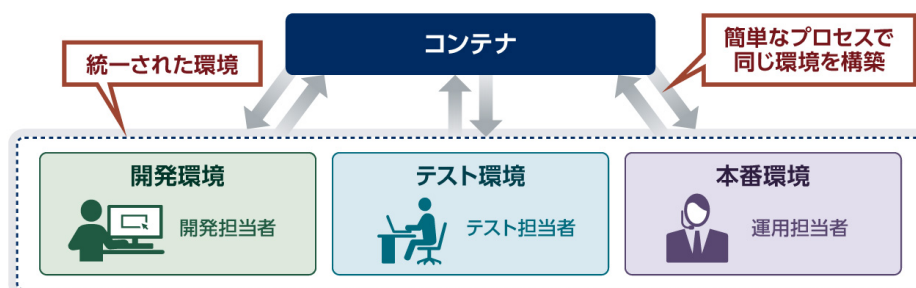 コンテナ
統一された環境
簡単なプロセスで
同じ環境を構築
開発環境
開発担当者
テスト環境
テスト担当者
本番環境
運用担当者